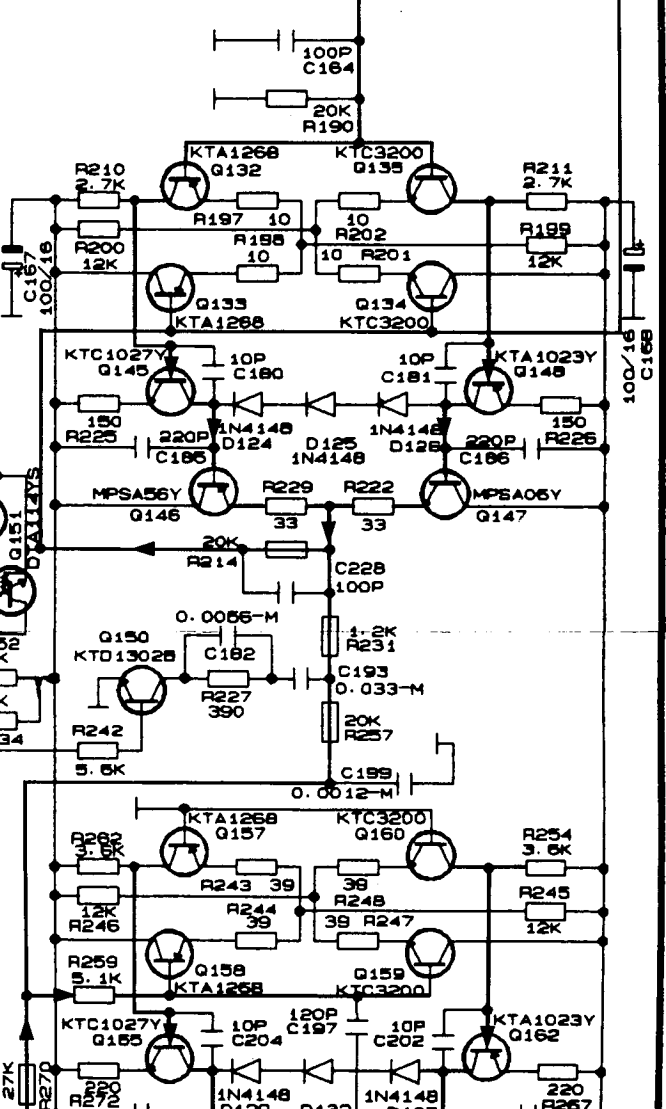 100P
C164
20K
R190
KTA1268
Q132
KTC3200
Q135
R210
2.7K
R211
2.7K
R197
10
10
R202
R200
12K
R198
10
10
R201
R199
12K
C167
100/16
Q133
KTA1268
Q134
KTC3200
100/16
C168
KTC1027Y
Q145
10P
C180
10P
C181
KTA1023Y
Q148
150
R225
220P
C185
1N4148
D124
D125
1N4148
1N4148
D126
220P
C186
150
R226
MPSA56Y
Q146
R229
33
R222
33
MPSA06Y
Q147
Q151
DTA114YS
20K
R214
C228
100P
0.0056-M
C182
1.2K
R231
Q150
KTD1302B
R227
390
C193
0.033-M
R242
5.6K
20K
R257
34
C199
0.0012-M
KTA1268
Q157
KTC3200
Q160
R262
3.6K
R254
3.6K
R243
39
39
R248
12K
R246
R244
39
39
R247
R245
12K
R259
5.1K
Q158
KTA1268
Q159
KTC3200
KTC1027Y
Q155
10P
C204
120P
C197
10P
C202
KTA1023Y
Q162
27K
R270
220
R272
1N4148
1N4148
220
R267